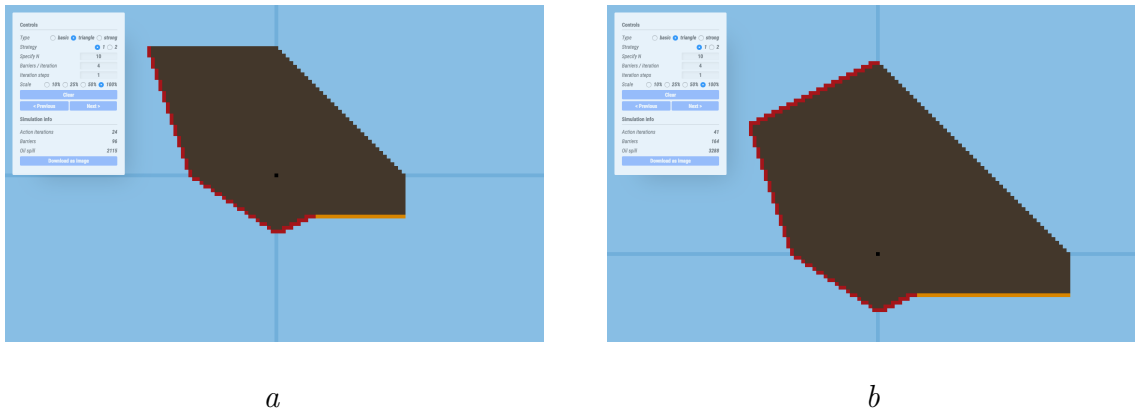 Controls
Type basic triangle strong
Strategy 1 2
Specify N 10
Barriers / iteration 4
Iteration steps 1
Scale 10% 25% 50% 100%
Clear
< Previous Next >
Simulation info
Action iterations 24
Barriers 96
Oil spill 2115
Download as image
Controls
Type basic triangle strong
Strategy 1 2
Specify N 10
Barriers / iteration 4
Iteration steps 1
Scale 10% 25% 50% 100%
Clear
< Previous Next >
Simulation info
Action iterations 41
Barriers 164
Oil spill
Download as image
a
b